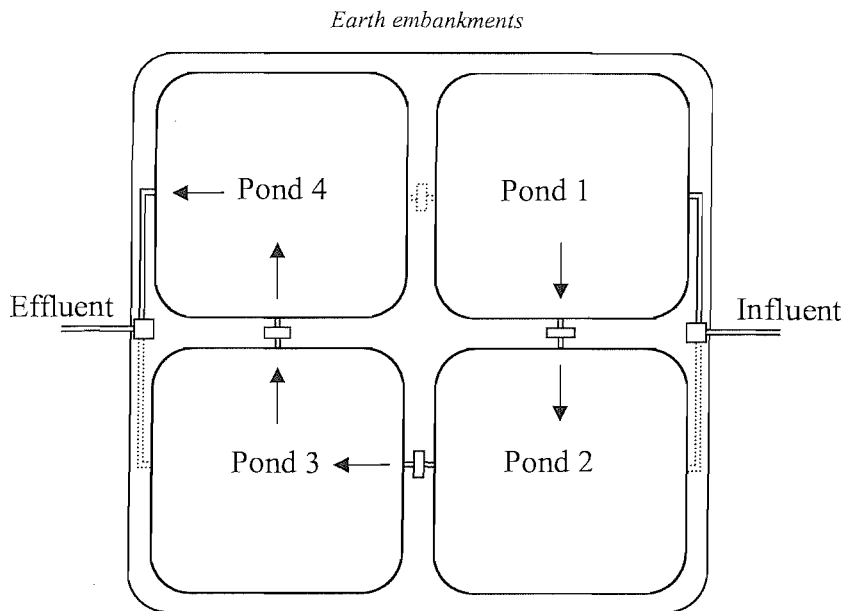 Earth embankments
Pond 4
Pond 1
Effluent
Influent
Pond 3
Pond 2